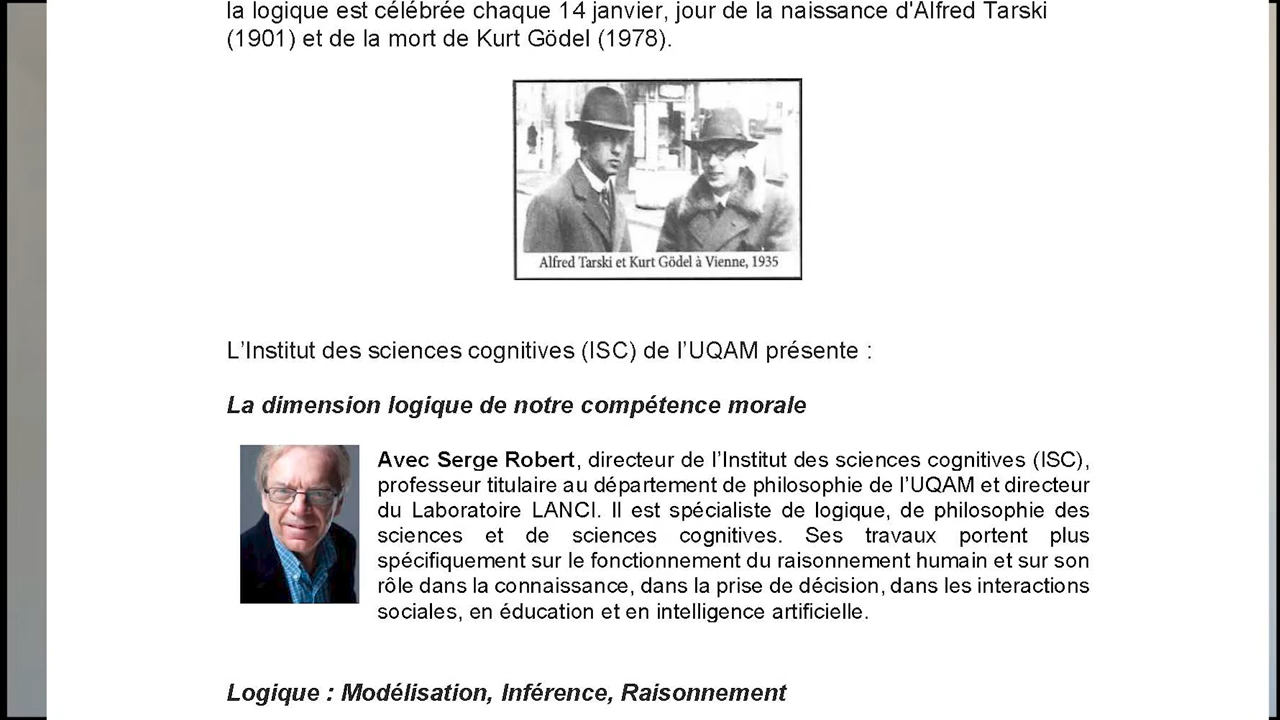 la logique est célébrée chaque 14 janvier, jour de la naissance d'Alfred Tarski
(1901) et de la mort de Kurt Gödel (1978).
Alfred Tarski et Kurt Gödel à Vienne, 1935
L’Institut des sciences cognitives (ISC) de l’UQAM présente :
La dimension logique de notre compétence morale
Avec Serge Robert, directeur de l’Institut des sciences cognitives (ISC),
professeur titulaire au département de philosophie de l’UQAM et directeur
du Laboratoire LANCI. Il est spécialiste de logique, de philosophie des
sciences et de sciences cognitives. Ses travaux portent plus
spécifiquement sur le fonctionnement du raisonnement humain et sur son
rôle dans la connaissance, dans la prise de décision, dans les interactions
sociales, en éducation et en intelligence artificielle.
Logique : Modélisation, Inférence, Raisonnement